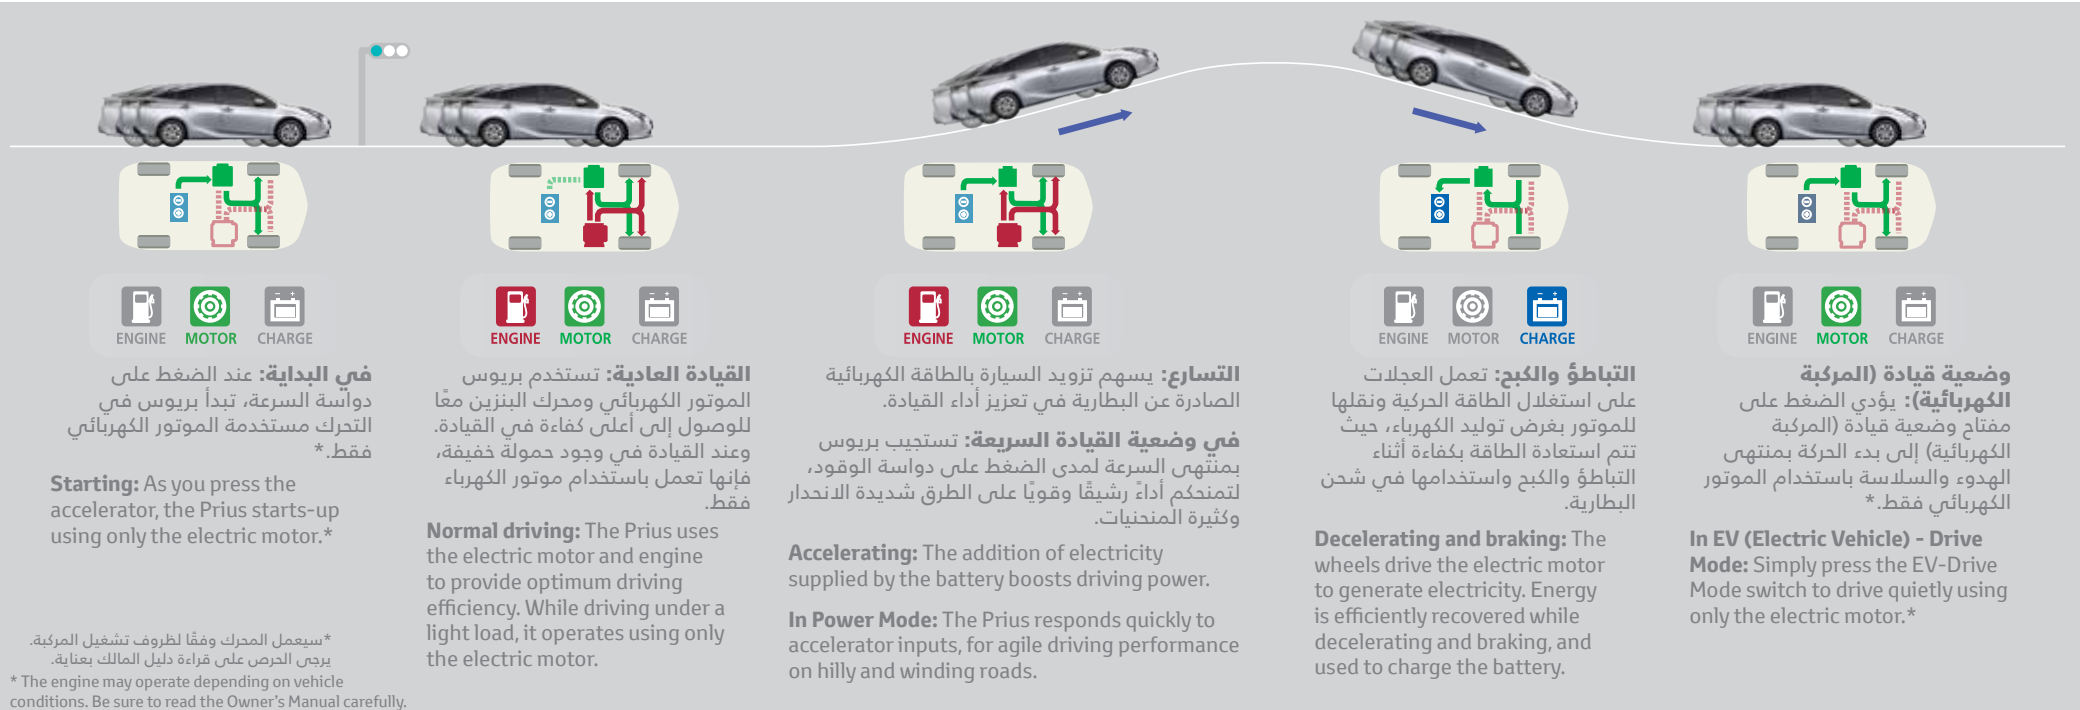 ENGINE MOTOR CHARGE
في البداية: عند الضغط على
دواسة السرعة، تبدأ بريوس في
التحرك مستخدمة الموتور الكهربائي
فقط.*
Starting: As you press the
accelerator, the Prius starts-up
using only the electric motor.*
*سيعمل المحرك وفقًا لظروف تشغيل المركبة.
يرجى الحرص على قراءة دليل المالك بعناية.
* The engine may operate depending on vehicle
conditions. Be sure to read the Owner's Manual carefully.
ENGINE MOTOR CHARGE
القيادة العادية: تستخدم بريوس
الموتور الكهربائي ومحرك البنزين معًا
للوصول إلى أعلى كفاءة في القيادة.
وعند القيادة في وجود حمولة خفيفة،
فإنها تعمل باستخدام موتور الكهرباء
فقط.
Normal driving: The Prius uses
the electric motor and engine
to provide optimum driving
efficiency. While driving under a
light load, it operates using only
the electric motor.
ENGINE MOTOR CHARGE
التسارع: يسهم تزويد السيارة بالطاقة الكهربائية
الصادرة عن البطارية في تعزيز أداء القيادة.
في وضعية القيادة السريعة: تستجيب بريوس
بمنتهى السرعة لمدى الضغط على دواسة الوقود،
لتمنحكم أداءً رشيقًا وقويًا على الطرق شديدة الانحدار
وكثيرة المنحنيات.
Accelerating: The addition of electricity
supplied by the battery boosts driving power.
In Power Mode: The Prius responds quickly to
accelerator inputs, for agile driving performance
on hilly and winding roads.
ENGINE MOTOR CHARGE
التباطؤ والكبح: تعمل العجلات
على استغلال الطاقة الحركية ونقلها
للموتور بغرض توليد الكهرباء، حيث
تتم استعادة الطاقة بكفاءة أثناء
التباطؤ والكبح واستخدامها في شحن
البطارية.
Decelerating and braking: The
wheels drive the electric motor
to generate electricity. Energy
is efficiently recovered while
decelerating and braking, and
used to charge the battery.
ENGINE MOTOR CHARGE
وضعية قيادة (المركبة
الكهربائية): يؤدي الضغط على
مفتاح وضعية قيادة (المركبة
الكهربائية) إلى بدء الحركة بمنتهى
الهدوء والسلاسة باستخدام الموتور
الكهربائي فقط.*
In EV (Electric Vehicle) - Drive
Mode: Simply press the EV-Drive
Mode switch to drive quietly using
only the electric motor.*